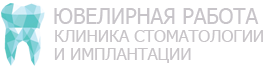 ЮВЕЛИРНАЯ РАБОТА
КЛИНИКА СТОМАТОЛОГИИ
И ИМПЛАНТАЦИИ